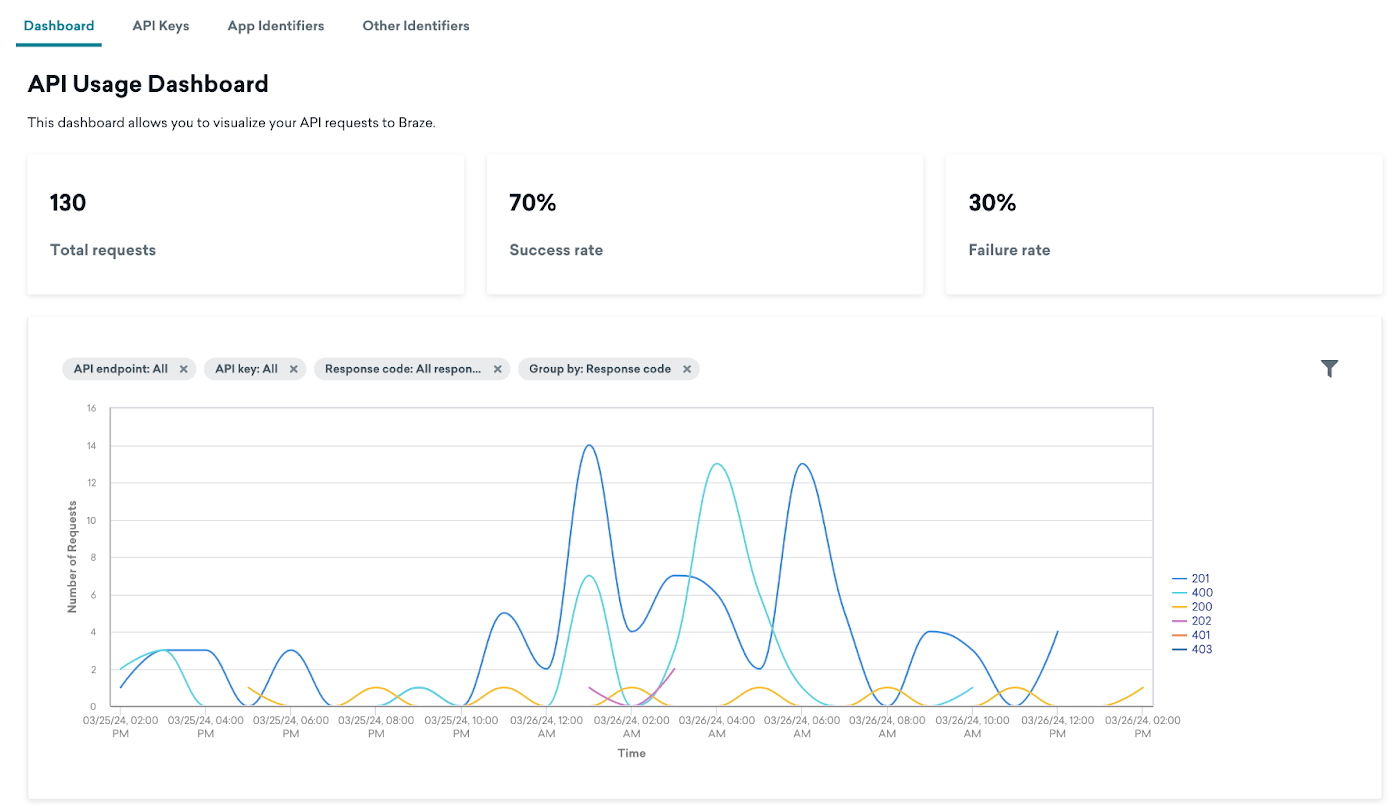 Dashboard API Keys App Identifiers Other Identifiers
API Usage Dashboard
This dashboard allows you to visualize your API requests to Braze.
130
Total requests
70%
Success rate
30%
Failure rate
API endpoint: All ✕ API key: All ✕ Response code: All respon... ✕ Group by: Response code ✕
Number of Requests
16
14
12
10
8
6
4
2
0
03/25/24, 02:00 PM
03/25/24, 04:00 PM
03/25/24, 06:00 PM
03/25/24, 08:00 PM
03/25/24, 10:00 PM
03/26/24, 12:00 AM
03/26/24, 02:00 AM
03/26/24, 04:00 AM
03/26/24, 06:00 AM
03/26/24, 08:00 AM
03/26/24, 10:00 AM
03/26/24, 12:00 PM
03/26/24, 02:00 PM
Time
201
400
200
202
401
403